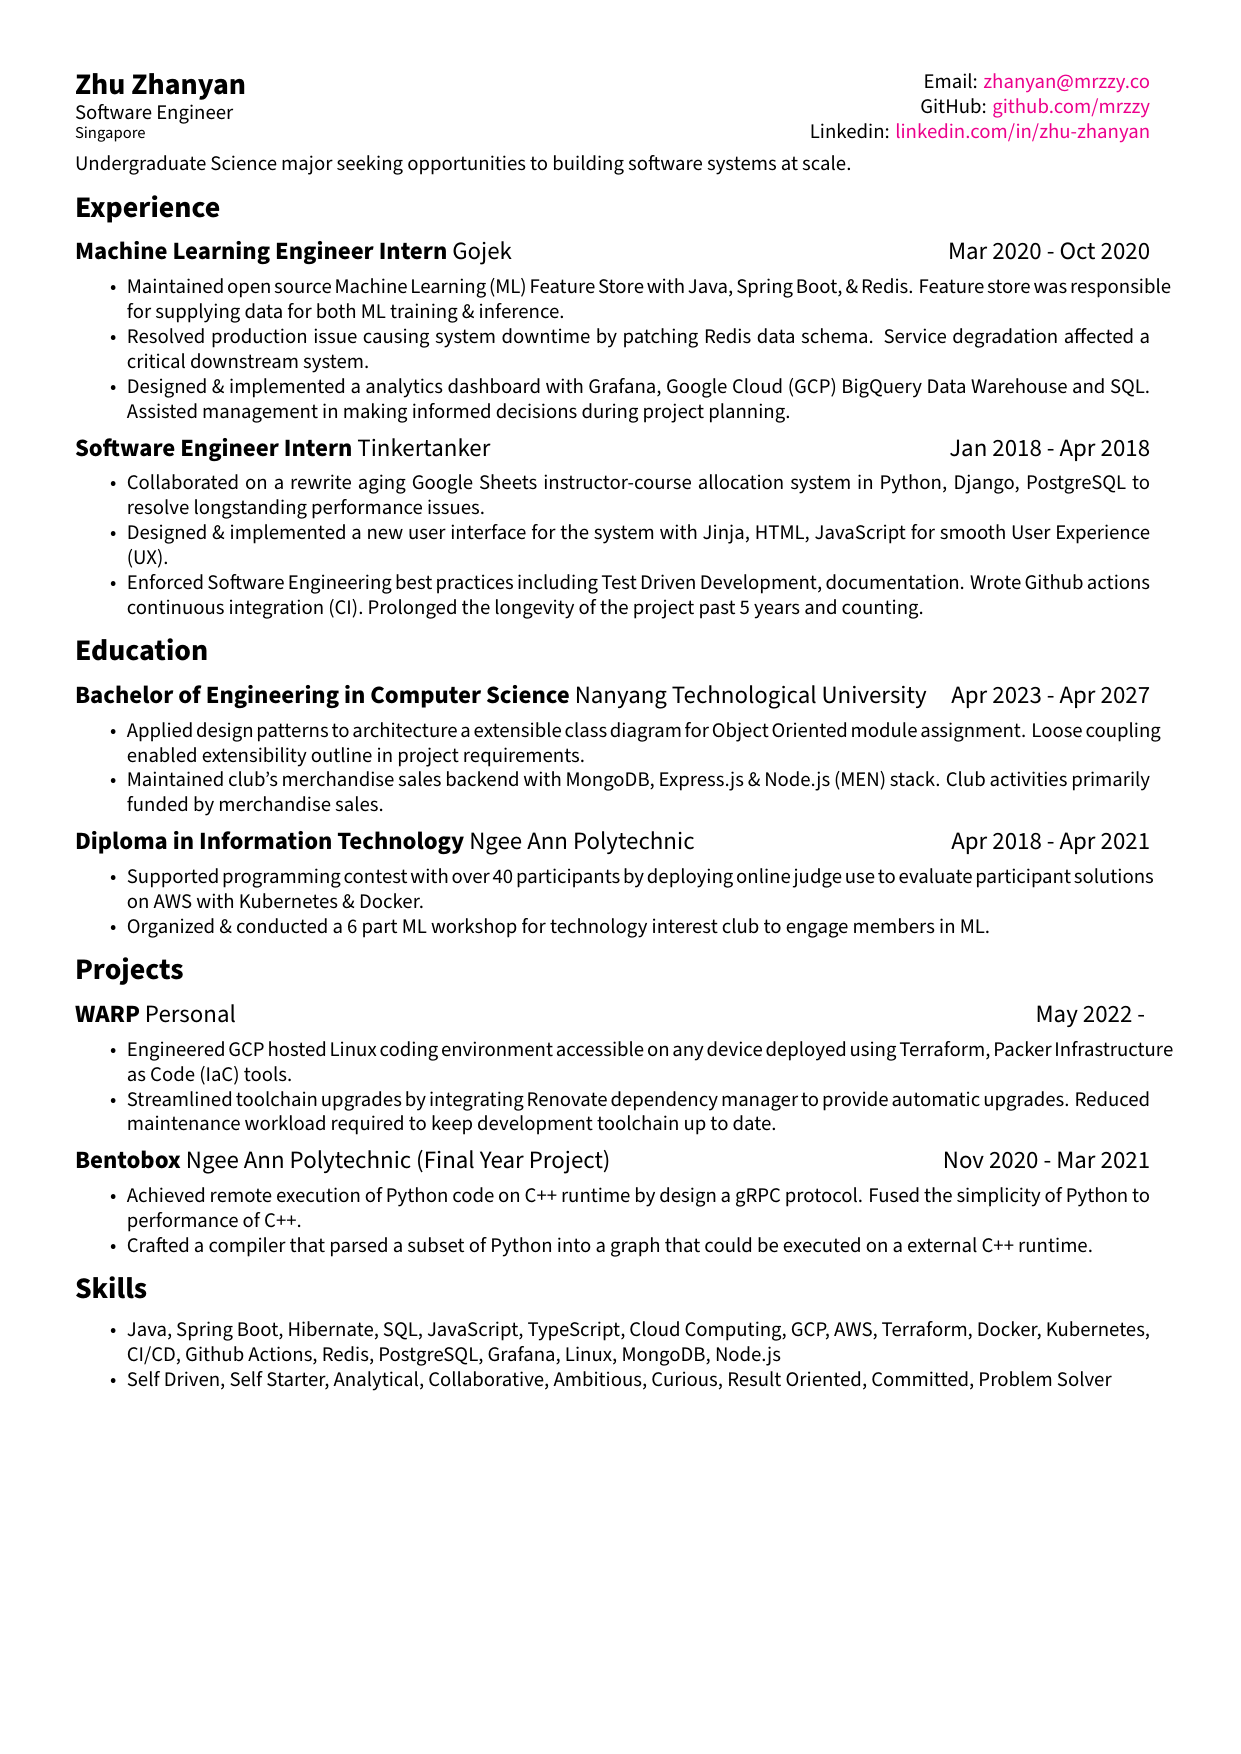 Zhu Zhanyan
Software Engineer
Singapore
Email: zhanyan@mrzzy.co
GitHub: github.com/mrzzy
Linkedin: linkedin.com/in/zhu-zhanyan
Undergraduate Science major seeking opportunities to building software systems at scale.
Experience
Machine Learning Engineer Intern Gojek Mar 2020 - Oct 2020
• Maintained open source Machine Learning (ML) Feature Store with Java, Spring Boot, & Redis. Feature store was responsible
for supplying data for both ML training & inference.
• Resolved production issue causing system downtime by patching Redis data schema. Service degradation affected a
critical downstream system.
• Designed & implemented a analytics dashboard with Grafana, Google Cloud (GCP) BigQuery Data Warehouse and SQL.
Assisted management in making informed decisions during project planning.
Software Engineer Intern Tinkertanker Jan 2018 - Apr 2018
• Collaborated on a rewrite aging Google Sheets instructor-course allocation system in Python, Django, PostgreSQL to
resolve longstanding performance issues.
• Designed & implemented a new user interface for the system with Jinja, HTML, JavaScript for smooth User Experience
(UX).
• Enforced Software Engineering best practices including Test Driven Development, documentation. Wrote Github actions
continuous integration (CI). Prolonged the longevity of the project past 5 years and counting.
Education
Bachelor of Engineering in Computer Science Nanyang Technological University Apr 2023 - Apr 2027
• Applied design patterns to architecture a extensible class diagram for Object Oriented module assignment. Loose coupling
enabled extensibility outline in project requirements.
• Maintained club’s merchandise sales backend with MongoDB, Express.js & Node.js (MEN) stack. Club activities primarily
funded by merchandise sales.
Diploma in Information Technology Ngee Ann Polytechnic Apr 2018 - Apr 2021
• Supported programming contest with over 40 participants by deploying online judge use to evaluate participant solutions
on AWS with Kubernetes & Docker.
• Organized & conducted a 6 part ML workshop for technology interest club to engage members in ML.
Projects
WARP Personal May 2022 -
• Engineered GCP hosted Linux coding environment accessible on any device deployed using Terraform, Packer Infrastructure
as Code (IaC) tools.
• Streamlined toolchain upgrades by integrating Renovate dependency manager to provide automatic upgrades. Reduced
maintenance workload required to keep development toolchain up to date.
Bentobox Ngee Ann Polytechnic (Final Year Project) Nov 2020 - Mar 2021
• Achieved remote execution of Python code on C++ runtime by design a gRPC protocol. Fused the simplicity of Python to
performance of C++.
• Crafted a compiler that parsed a subset of Python into a graph that could be executed on a external C++ runtime.
Skills
• Java, Spring Boot, Hibernate, SQL, JavaScript, TypeScript, Cloud Computing, GCP, AWS, Terraform, Docker, Kubernetes,
CI/CD, Github Actions, Redis, PostgreSQL, Grafana, Linux, MongoDB, Node.js
• Self Driven, Self Starter, Analytical, Collaborative, Ambitious, Curious, Result Oriented, Committed, Problem Solver